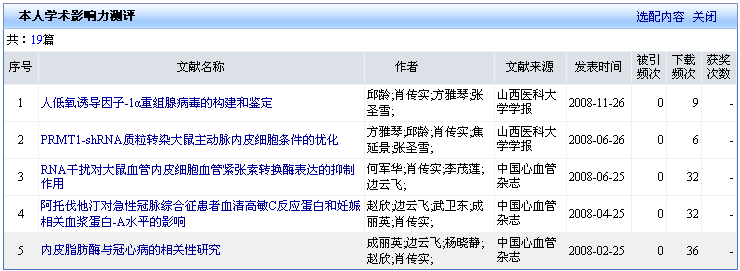 本人学术影响力测评 选配内容 关闭
共：19篇
序号 文献名称 作者 文献来源 发表时间 被引频次 下载频次 获奖次数
1 人低氧诱导因子-1α重组腺病毒的构建和鉴定 邱龄;肖传实;方雅琴;张圣雪; 山西医科大学学报 2008-11-26 0 9 -
2 PRMT1-shRNA质粒转染大鼠主动脉内皮细胞条件的优化 方雅琴;邱龄;肖传实;焦延景;张圣雪; 山西医科大学学报 2008-06-26 0 6 -
3 RNA干扰对大鼠血管内皮细胞血管紧张素转换酶表达的抑制作用 何军华;肖传实;李茂莲;边云飞; 中国心血管杂志 2008-06-25 0 32 -
4 阿托伐他汀对急性冠脉综合征患者血清高敏C反应蛋白和妊娠相关血浆蛋白-A水平的影响 赵欣;边云飞;武卫东;成丽英;肖传实; 中国心血管杂志 2008-04-25 0 32 -
5 内皮脂肪酶与冠心病的相关性研究 成丽英;边云飞;杨晓静;赵欣;肖传实; 中国心血管杂志 2008-02-25 0 36 -